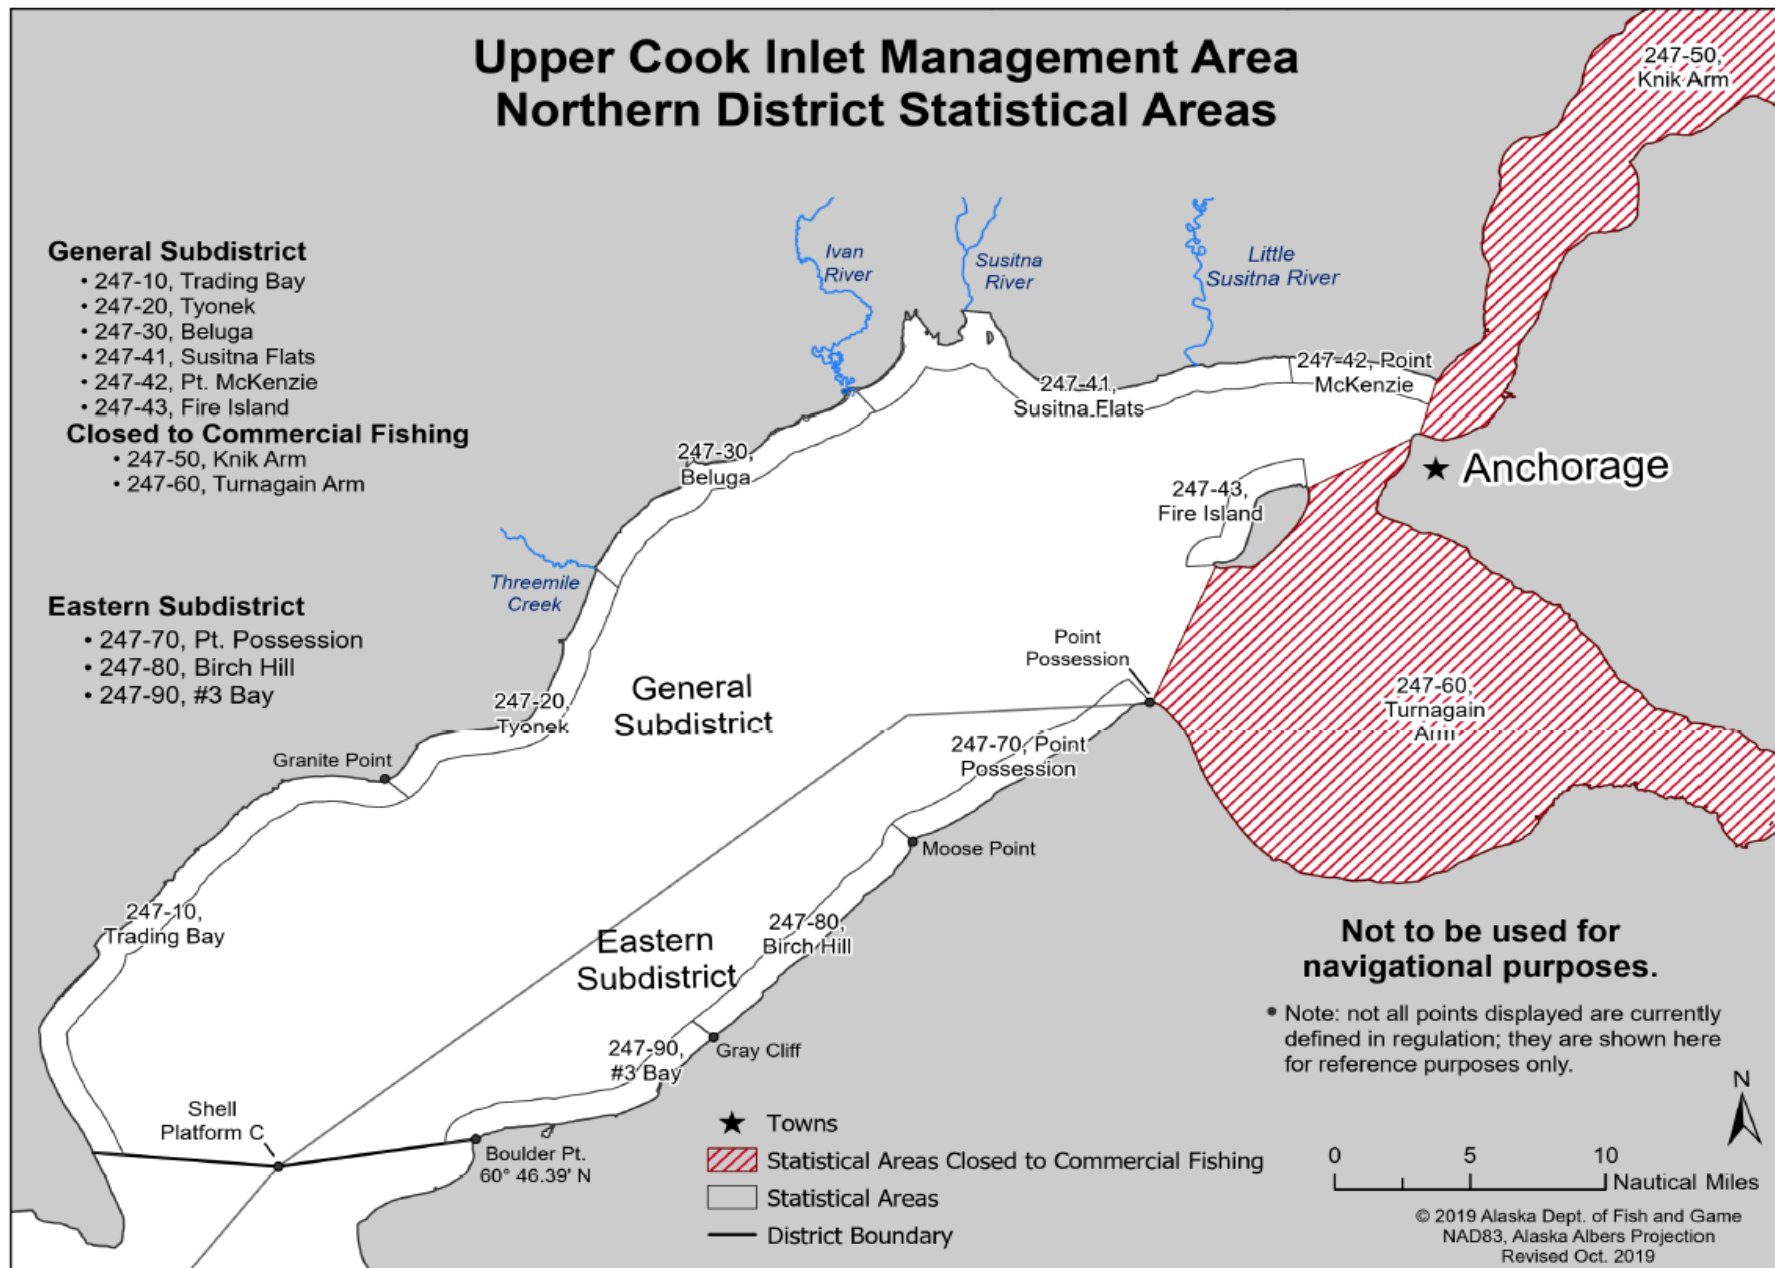 Upper Cook Inlet Management Area
Northern District Statistical Areas
247-50,
Knik Arm
General Subdistrict
• 247-10, Trading Bay
• 247-20, Tyonek
• 247-30, Beluga
• 247-41, Susitna Flats
• 247-42, Pt. McKenzie
• 247-43, Fire Island
Closed to Commercial Fishing
• 247-50, Knik Arm
• 247-60, Turnagain Arm
Eastern Subdistrict
• 247-70, Pt. Possession
• 247-80, Birch Hill
• 247-90, #3 Bay
Ivan
River
Susitna
River
Little
Susitna River
247-42, Point
McKenzie
247-41,
Susitna Flats
247-30,
Beluga
Anchorage
247-43,
Fire Island
Threemile
Creek
Point
Possession
General
Subdistrict
247-20,
Tyonek
247-60,
Turnagain
Arm
Granite Point
247-70, Point
Possession
Moose Point
247-10,
Trading Bay
247-80,
Birch Hill
Eastern
Subdistrict
Not to be used for
navigational purposes.
• Note: not all points displayed are currently
defined in regulation; they are shown here
for reference purposes only.
247-90,
#3 Bay
Gray Cliff
Shell
Platform C
Boulder Pt.
60° 46.39' N
Towns
Statistical Areas Closed to Commercial Fishing
Statistical Areas
District Boundary
N
0 5 10
Nautical Miles
© 2019 Alaska Dept. of Fish and Game
NAD83, Alaska Albers Projection
Revised Oct. 2019